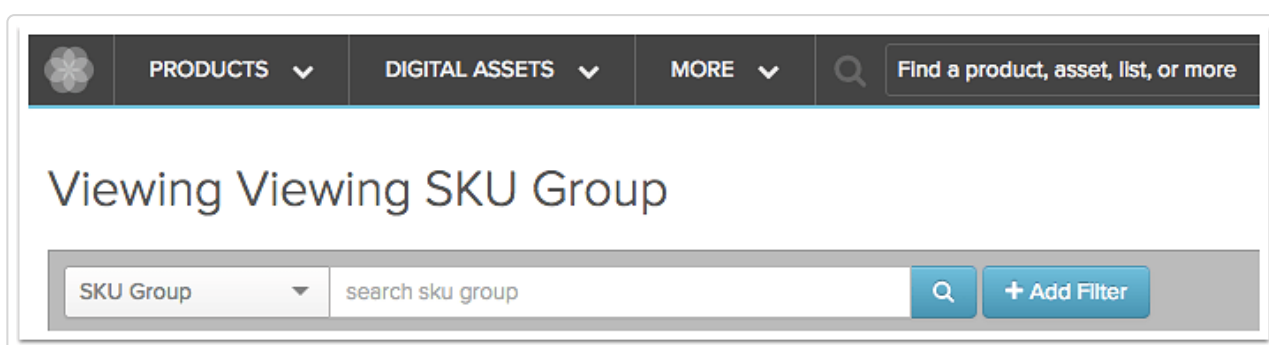 PRODUCTS DIGITAL ASSETS MORE Find a product, asset, list, or more
Viewing Viewing SKU Group
SKU Group search sku group + Add Filter